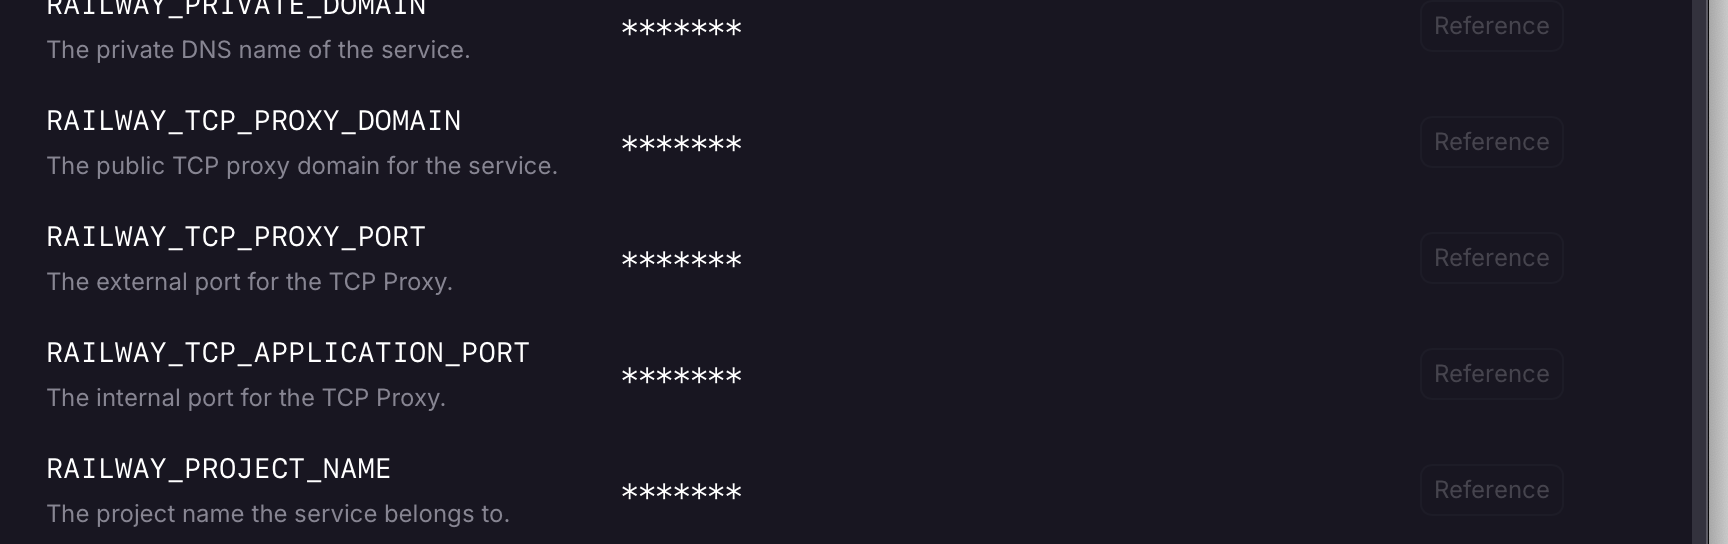 RAILWAY_PRIVATE_DOMAIN
The private DNS name of the service.
*******
Reference
RAILWAY_TCP_PROXY_DOMAIN
The public TCP proxy domain for the service.
*******
Reference
RAILWAY_TCP_PROXY_PORT
The external port for the TCP Proxy.
*******
Reference
RAILWAY_TCP_APPLICATION_PORT
The internal port for the TCP Proxy.
*******
Reference
RAILWAY_PROJECT_NAME
The project name the service belongs to.
*******
Reference